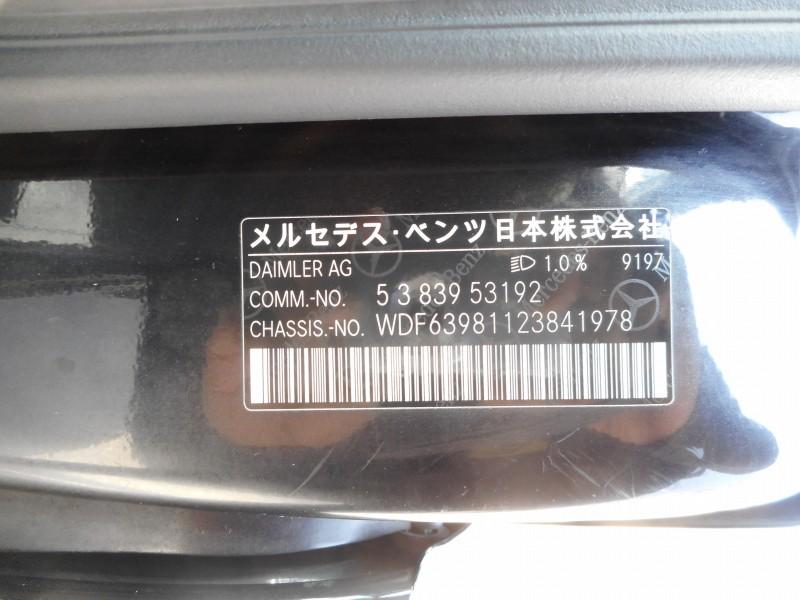 メルセデス・ベンツ日本株式会社
DAIMLER AG 1.0% 9197
COMM.-NO. 5 3 839 53192
CHASSIS.-NO. WDF63981123841978